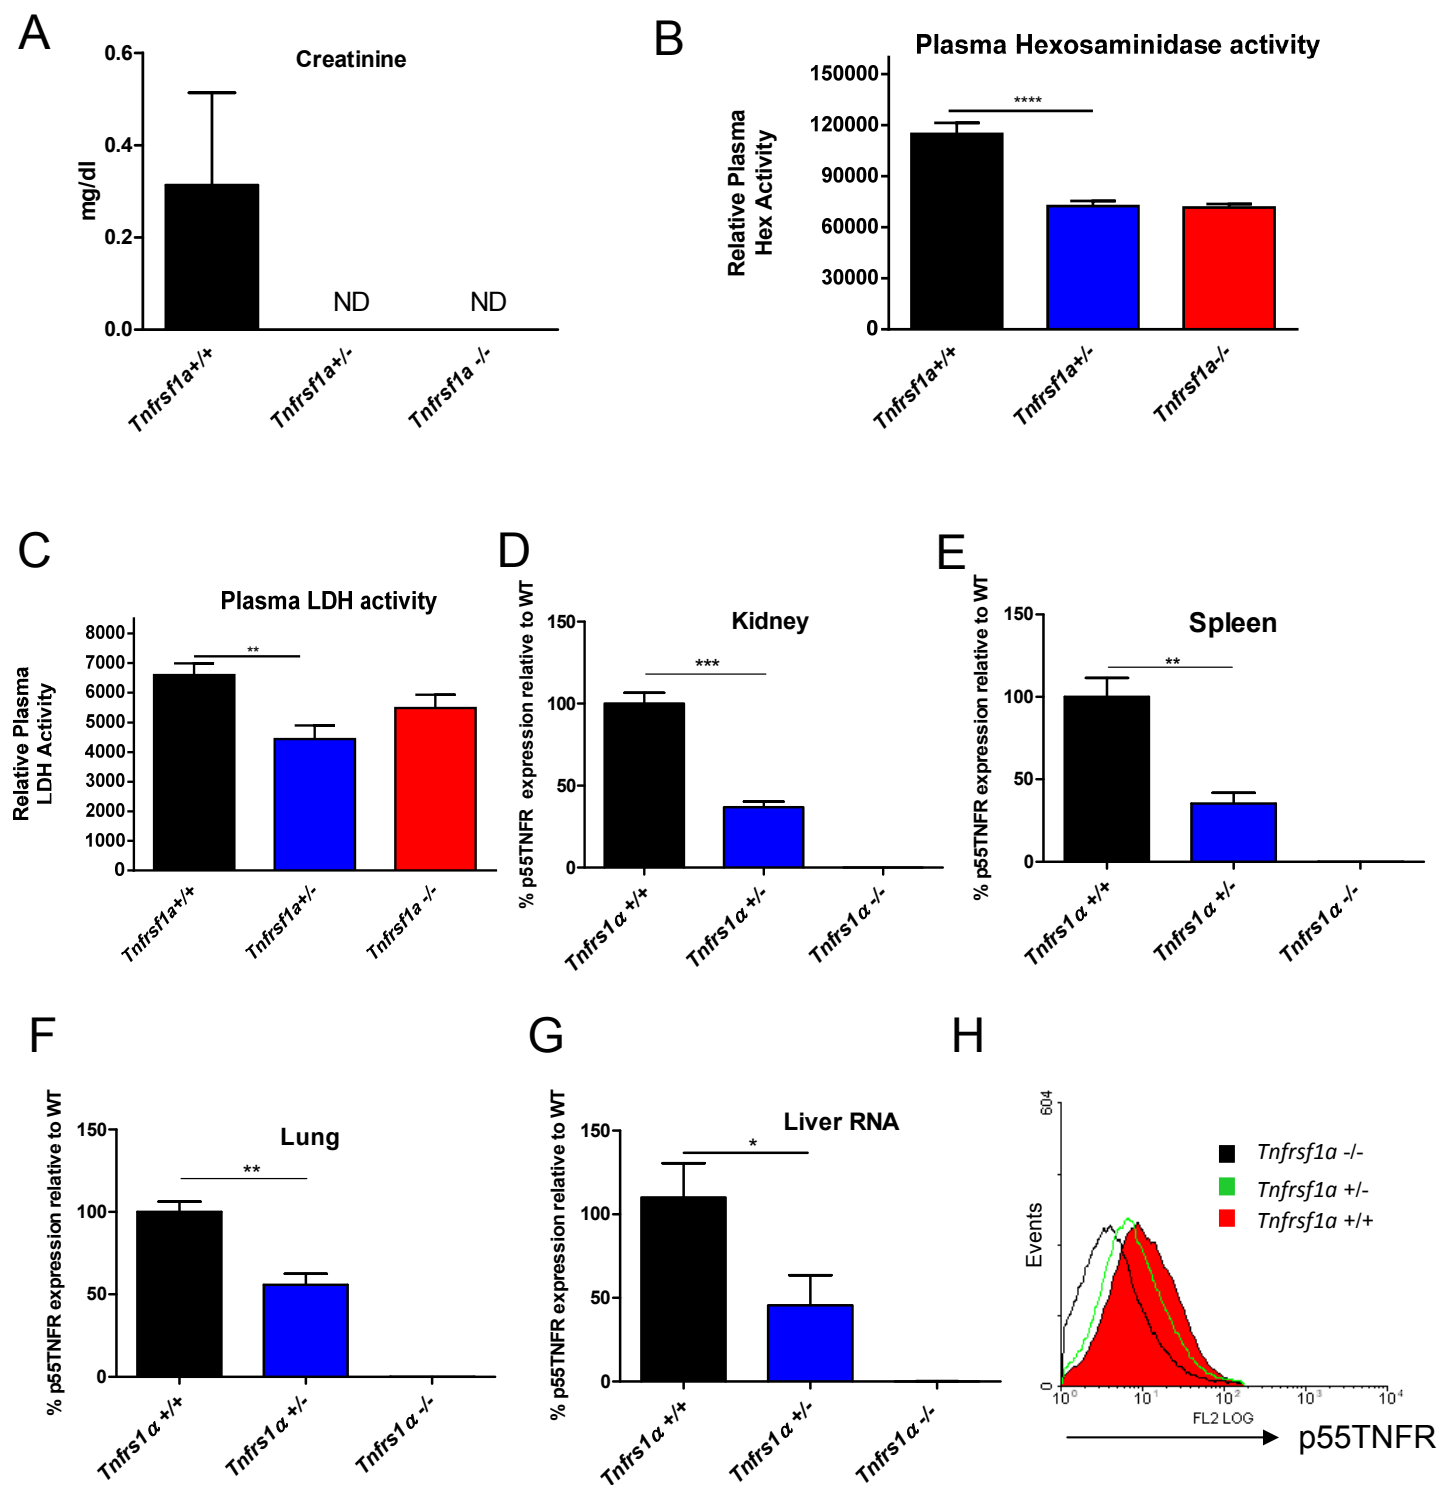 A
Creatinine
mg/dl
0.6
0.4
0.2
0.0
ND
ND
Tnfrsf1a+/+
Tnfrsf1a+/-
Tnfrsf1a -/-
B
Plasma Hexosaminidase activity
Relative Plasma
Hex Activity
150000
120000
90000
60000
30000
0
****
Tnfrsf1a+/+
Tnfrsf1a+/-
Tnfrsf1a-/-
C
Plasma LDH activity
Relative Plasma
LDH Activity
8000
7000
6000
5000
4000
3000
2000
1000
0
**
Tnfrsf1a+/+
Tnfrsf1a+/-
Tnfrsf1a -/-
D
Kidney
% p55TNFR expression relative to WT
150
100
50
0
***
Tnfrs1α +/+
Tnfrs1α +/-
Tnfrs1α -/-
E
Spleen
% p55TNFR expression relative to WT
150
100
50
0
**
Tnfrs1α +/+
Tnfrs1α +/-
Tnfrs1α -/-
F
Lung
% p55TNFR expression relative to WT
150
100
50
0
**
Tnfrs1α +/+
Tnfrs1α +/-
Tnfrs1α -/-
G
Liver RNA
% p55TNFR expression relative to WT
150
100
50
0
*
Tnfrs1α +/+
Tnfrs1α +/-
Tnfrs1α -/-
H
604
Events
0
Tnfrsf1a -/-
Tnfrsf1a +/-
Tnfrsf1a +/+
10⁰ 10¹ 10² 10³ 10⁴
FL2 LOG
p55TNFR